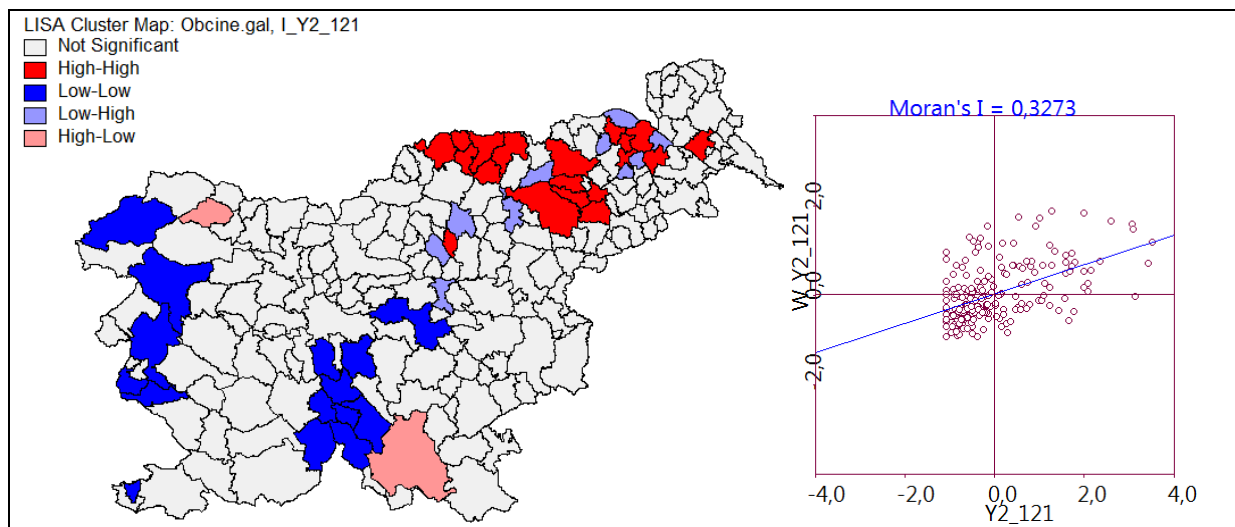 LISA Cluster Map: Obcine.gal, I_Y2_121
Not Significant
High-High
Low-Low
Low-High
High-Low
Moran's I = 0,3273
2,0
W_Y2_121
0,0
-2,0
-4,0 -2,0 0,0 2,0 4,0
Y2_121